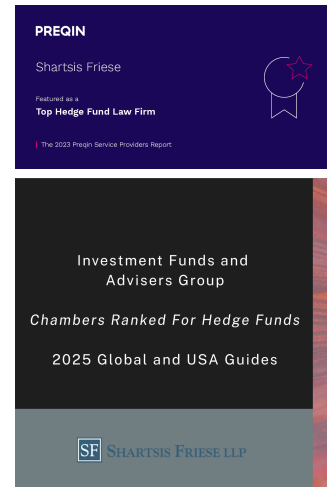 PREQIN
Shartsis Friese
Featured as a
Top Hedge Fund Law Firm
The 2023 Preqin Service Providers Report
Investment Funds and
Advisers Group
Chambers Ranked For Hedge Funds
2025 Global and USA Guides
SF SHARTSIS FRIESE LLP